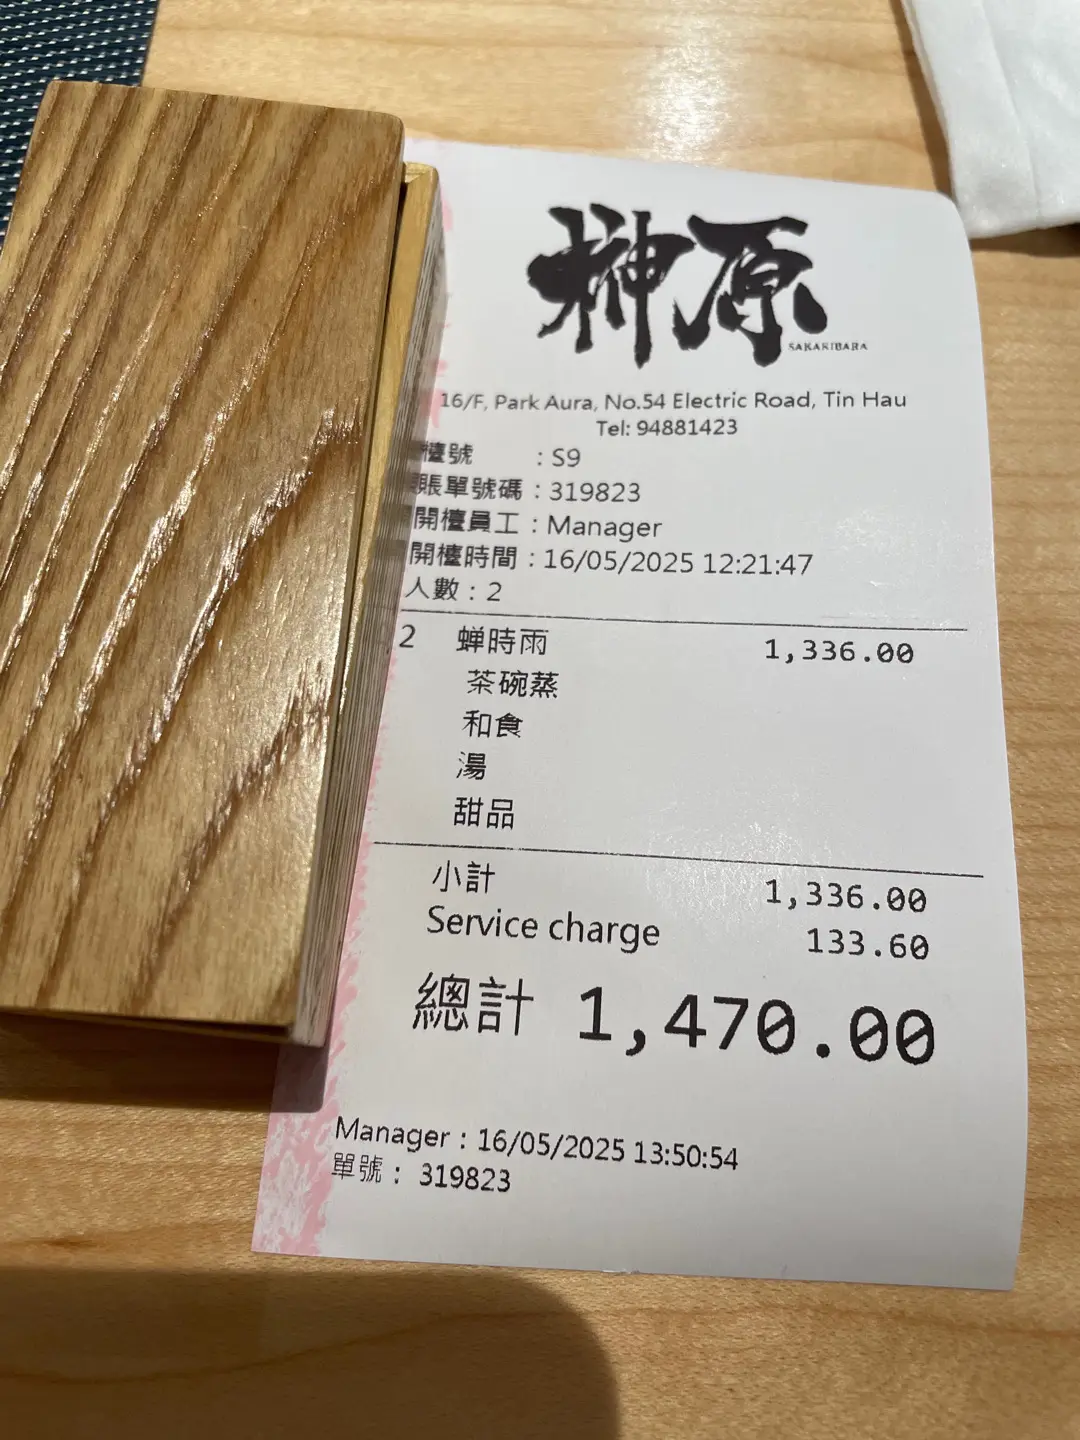 榊原
SAKAKIBARA
16/F, Park Aura, No.54 Electric Road, Tin Hau
Tel: 94881423
檯號 : S9
賬單號碼 : 319823
開檯員工 : Manager
開檯時間 : 16/05/2025 12:21:47
人數 : 2
2 蝉時雨 1,336.00
茶碗蒸
和食
湯
甜品
小計 1,336.00
Service charge 133.60
總計 1,470.00
Manager : 16/05/2025 13:50:54
單號 : 319823